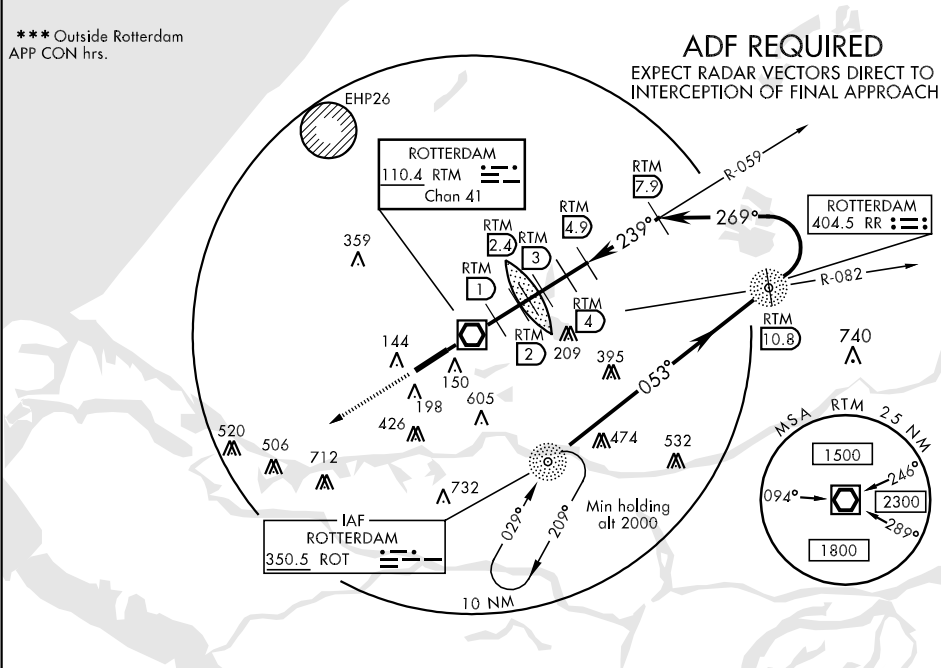 *** Outside Rotterdam
APP CON hrs.
ADF REQUIRED
EXPECT RADAR VECTORS DIRECT TO
INTERCEPTION OF FINAL APPROACH
EHP26
ROTTERDAM
110.4 RTM
Chan 41
RTM
7.9
R-059
ROTTERDAM
404.5 RR
269°
239°
RTM
4.9
RTM
2.4
RTM
3
359
RTM
1
R-082
RTM
4
RTM
10.8
RTM
2
209
740
144
150
395
053°
198
605
426
474
532
520
506
712
732
MSA RTM 25 NM
1500
246°
094°
2300
289°
1800
IAF
ROTTERDAM
350.5 ROT
029°
209°
Min holding
alt 2000
10 NM